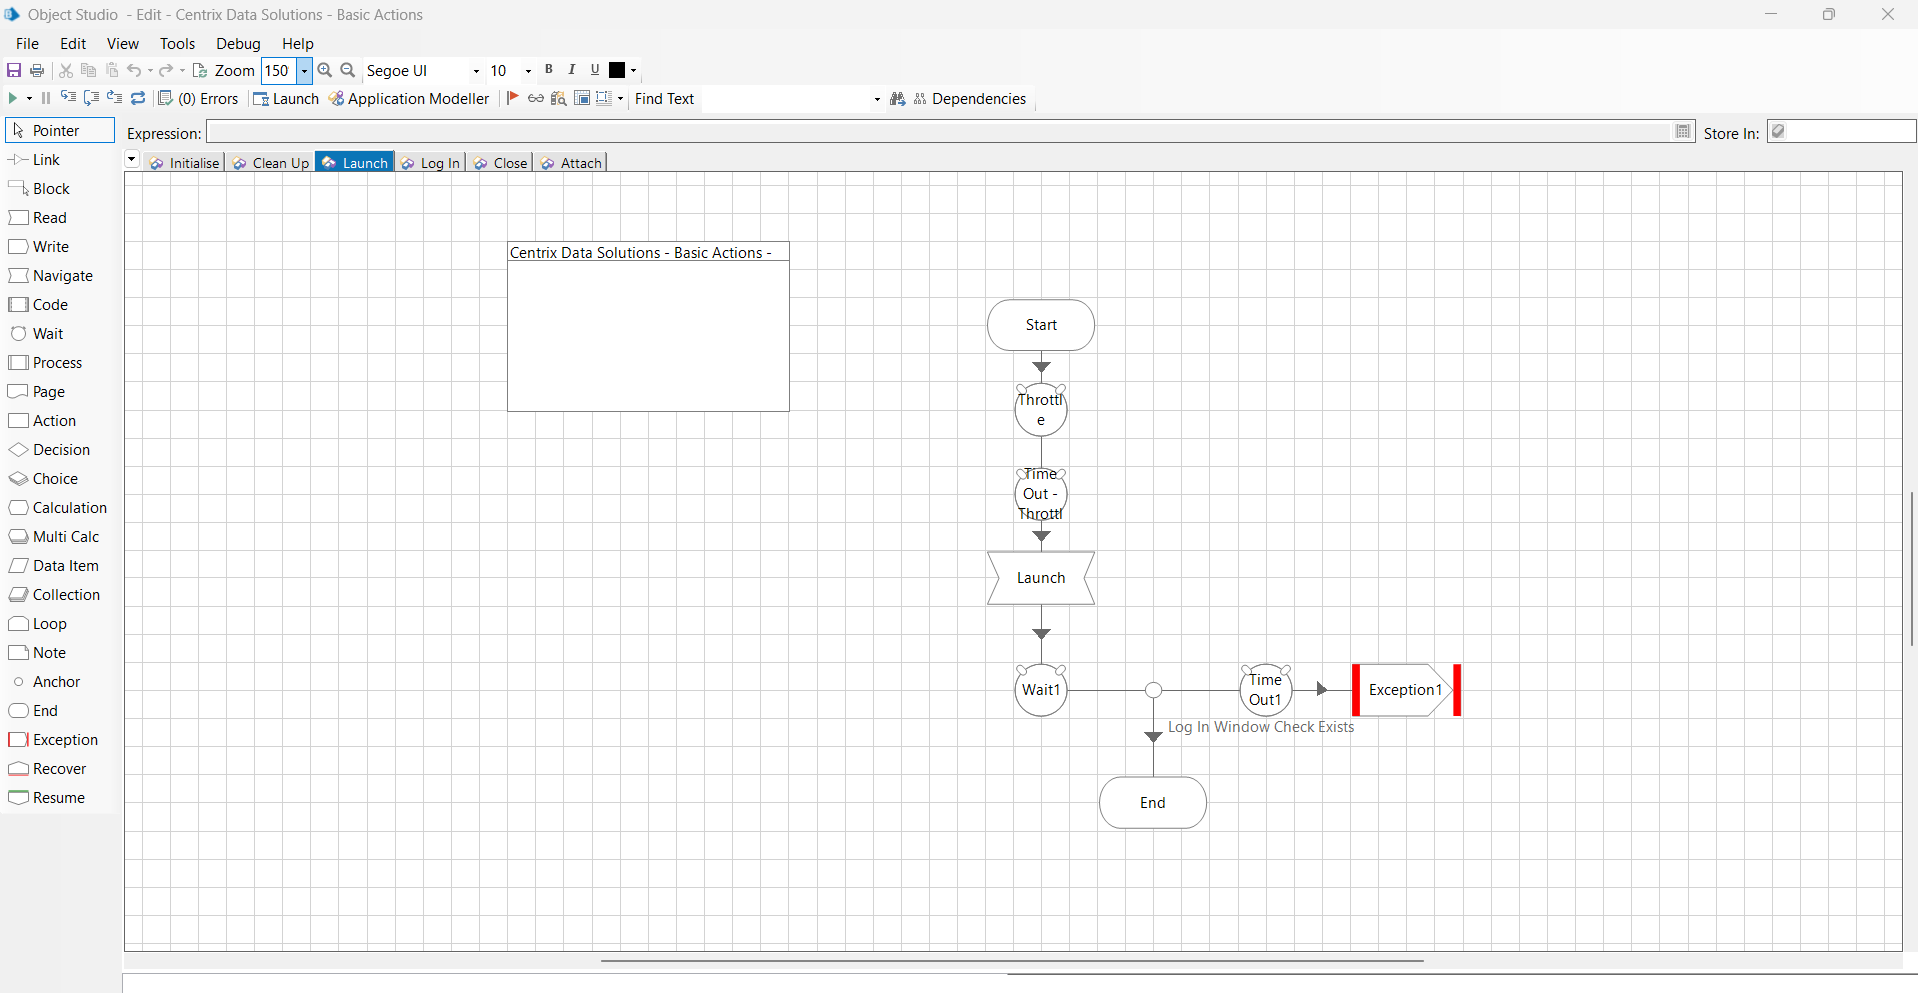 Object Studio - Edit - Centrix Data Solutions - Basic Actions
File Edit View Tools Debug Help
Zoom 150 Segoe UI 10 B I U
(0) Errors Launch Application Modeller Find Text Dependencies
Pointer
Expression: Store In:
Link
Initialise Clean Up Launch Log In Close Attach
Block
Read
Write
Navigate
Code
Wait
Process
Page
Action
Decision
Choice
Calculation
Multi Calc
Data Item
Collection
Loop
Note
Anchor
End
Exception
Recover
Resume
Centrix Data Solutions - Basic Actions -
Start
Throttl
e
Time
Out -
Throttl
Launch
Wait1
Time
Out1
Exception1
Log In Window Check Exists
End